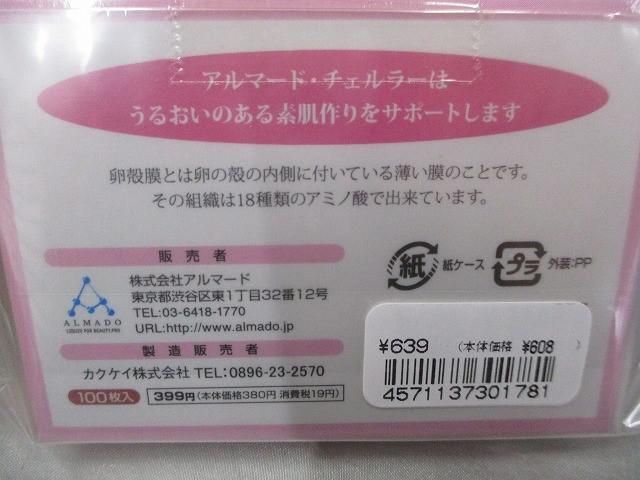 アルマード・チェルラーは
うるおいのある素肌作りをサポートします
卵殻膜とは卵の殻の内側に付いている薄い膜のことです。
その組織は18種類のアミノ酸で出来ています。
販売者
株式会社アルマード
東京都渋谷区東1丁目32番12号
TEL:03-6418-1770
URL:http://www.almado.jp
ALMADO
LIQUID FOR BEAUTY.PRO
製造販売者
カクケイ株式会社 TEL:0896-23-2570
100枚入 399円(本体価格380円 消費税19円)
紙 紙ケース
プラ 外装:PP
¥639 (本体価格 ¥608
4571137301781